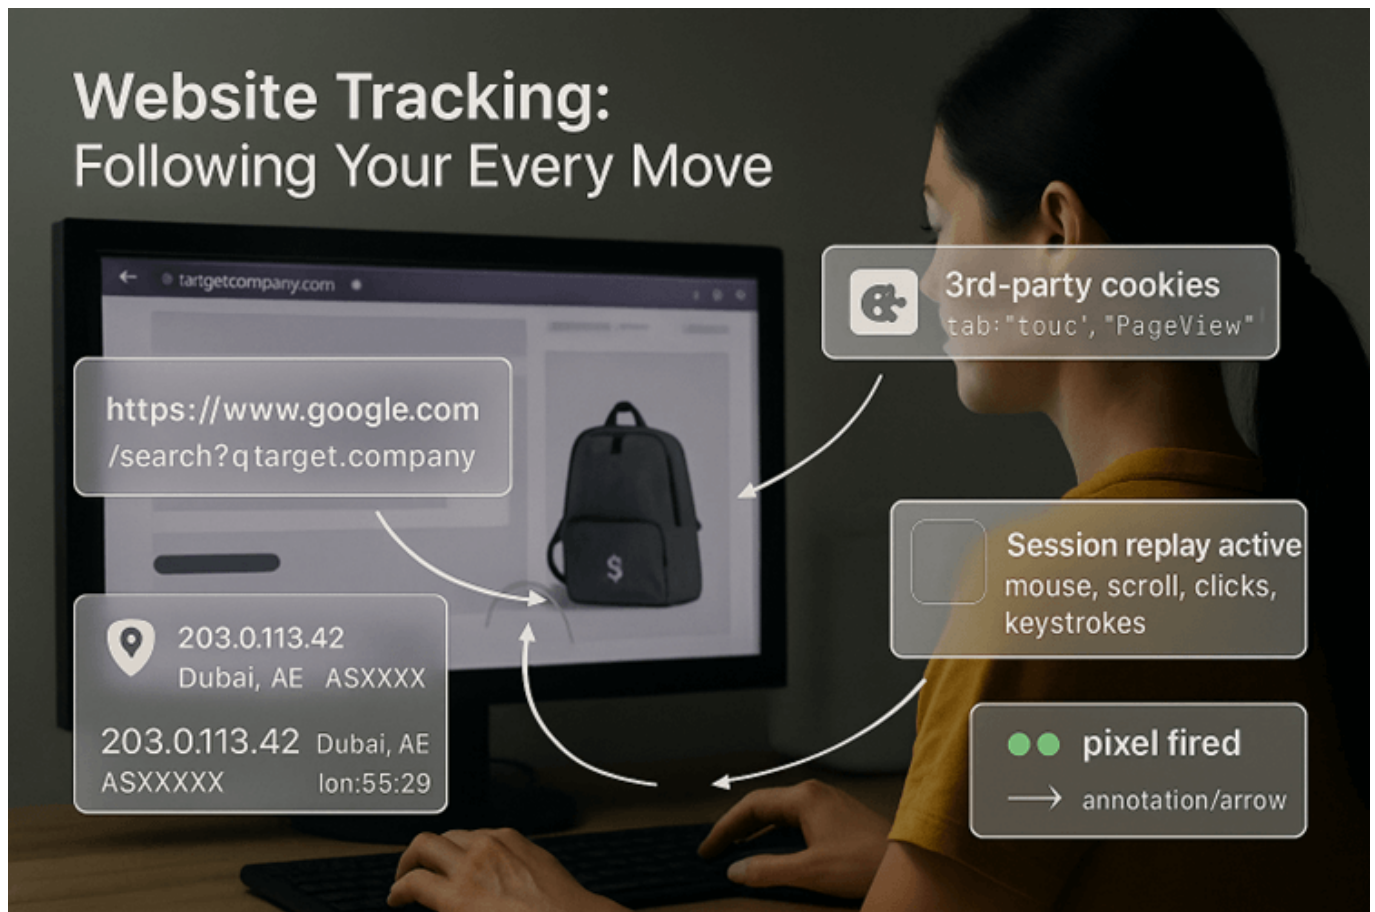 Website Tracking:
Following Your Every Move
tartgetcompany.com
3rd-party cookies
tab:"touc', "PageView"
https://www.google.com
/search?q target.company
$
Session replay active
mouse, scroll, clicks,
keystrokes
203.0.113.42
Dubai, AE ASXXXX
203.0.113.42 Dubai, AE
ASXXXXX lon:55:29
pixel fired
annotation/arrow